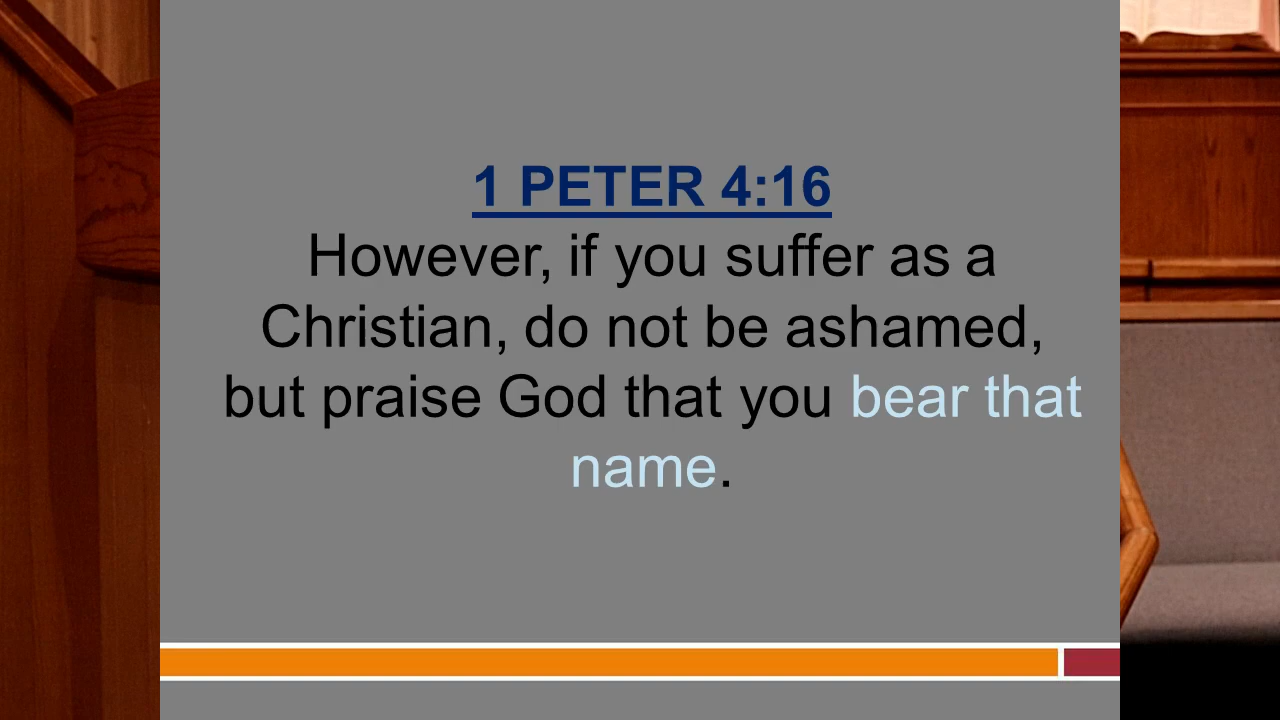 1 PETER 4:16
However, if you suffer as a
Christian, do not be ashamed,
but praise God that you bear that
name.